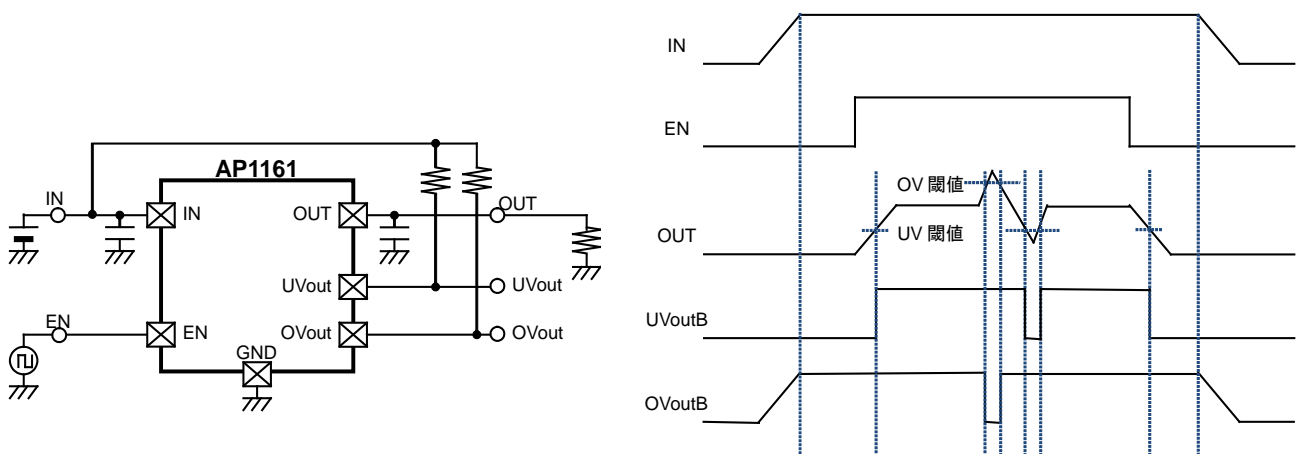 AP1161
IN
IN
OUT
OUT
UVout
UVout
EN
EN
OVout
OVout
GND
IN
EN
OV 閾値
UV 閾値
OUT
UVoutB
OVoutB